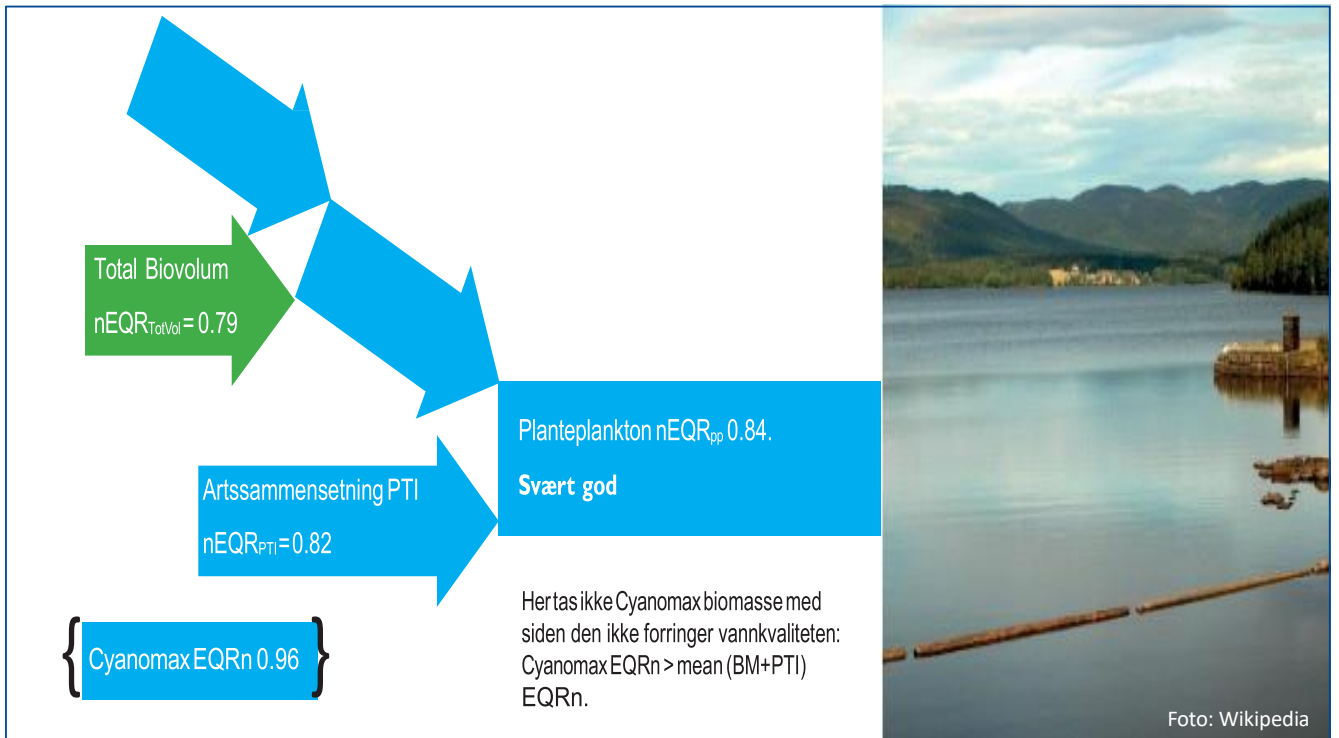 Total Biovolum
nEQRTotVol = 0.79
Artssammensetning PTI
nEQRPTI = 0.82
Cyanomax EQRn 0.96
Planteplankton nEQRpp 0.84.
Svært god
Her tas ikke Cyanomax biomasse med
siden den ikke forringer vannkvaliteten:
Cyanomax EQRn > mean (BM+PTI)
EQRn.
Foto: Wikipedia